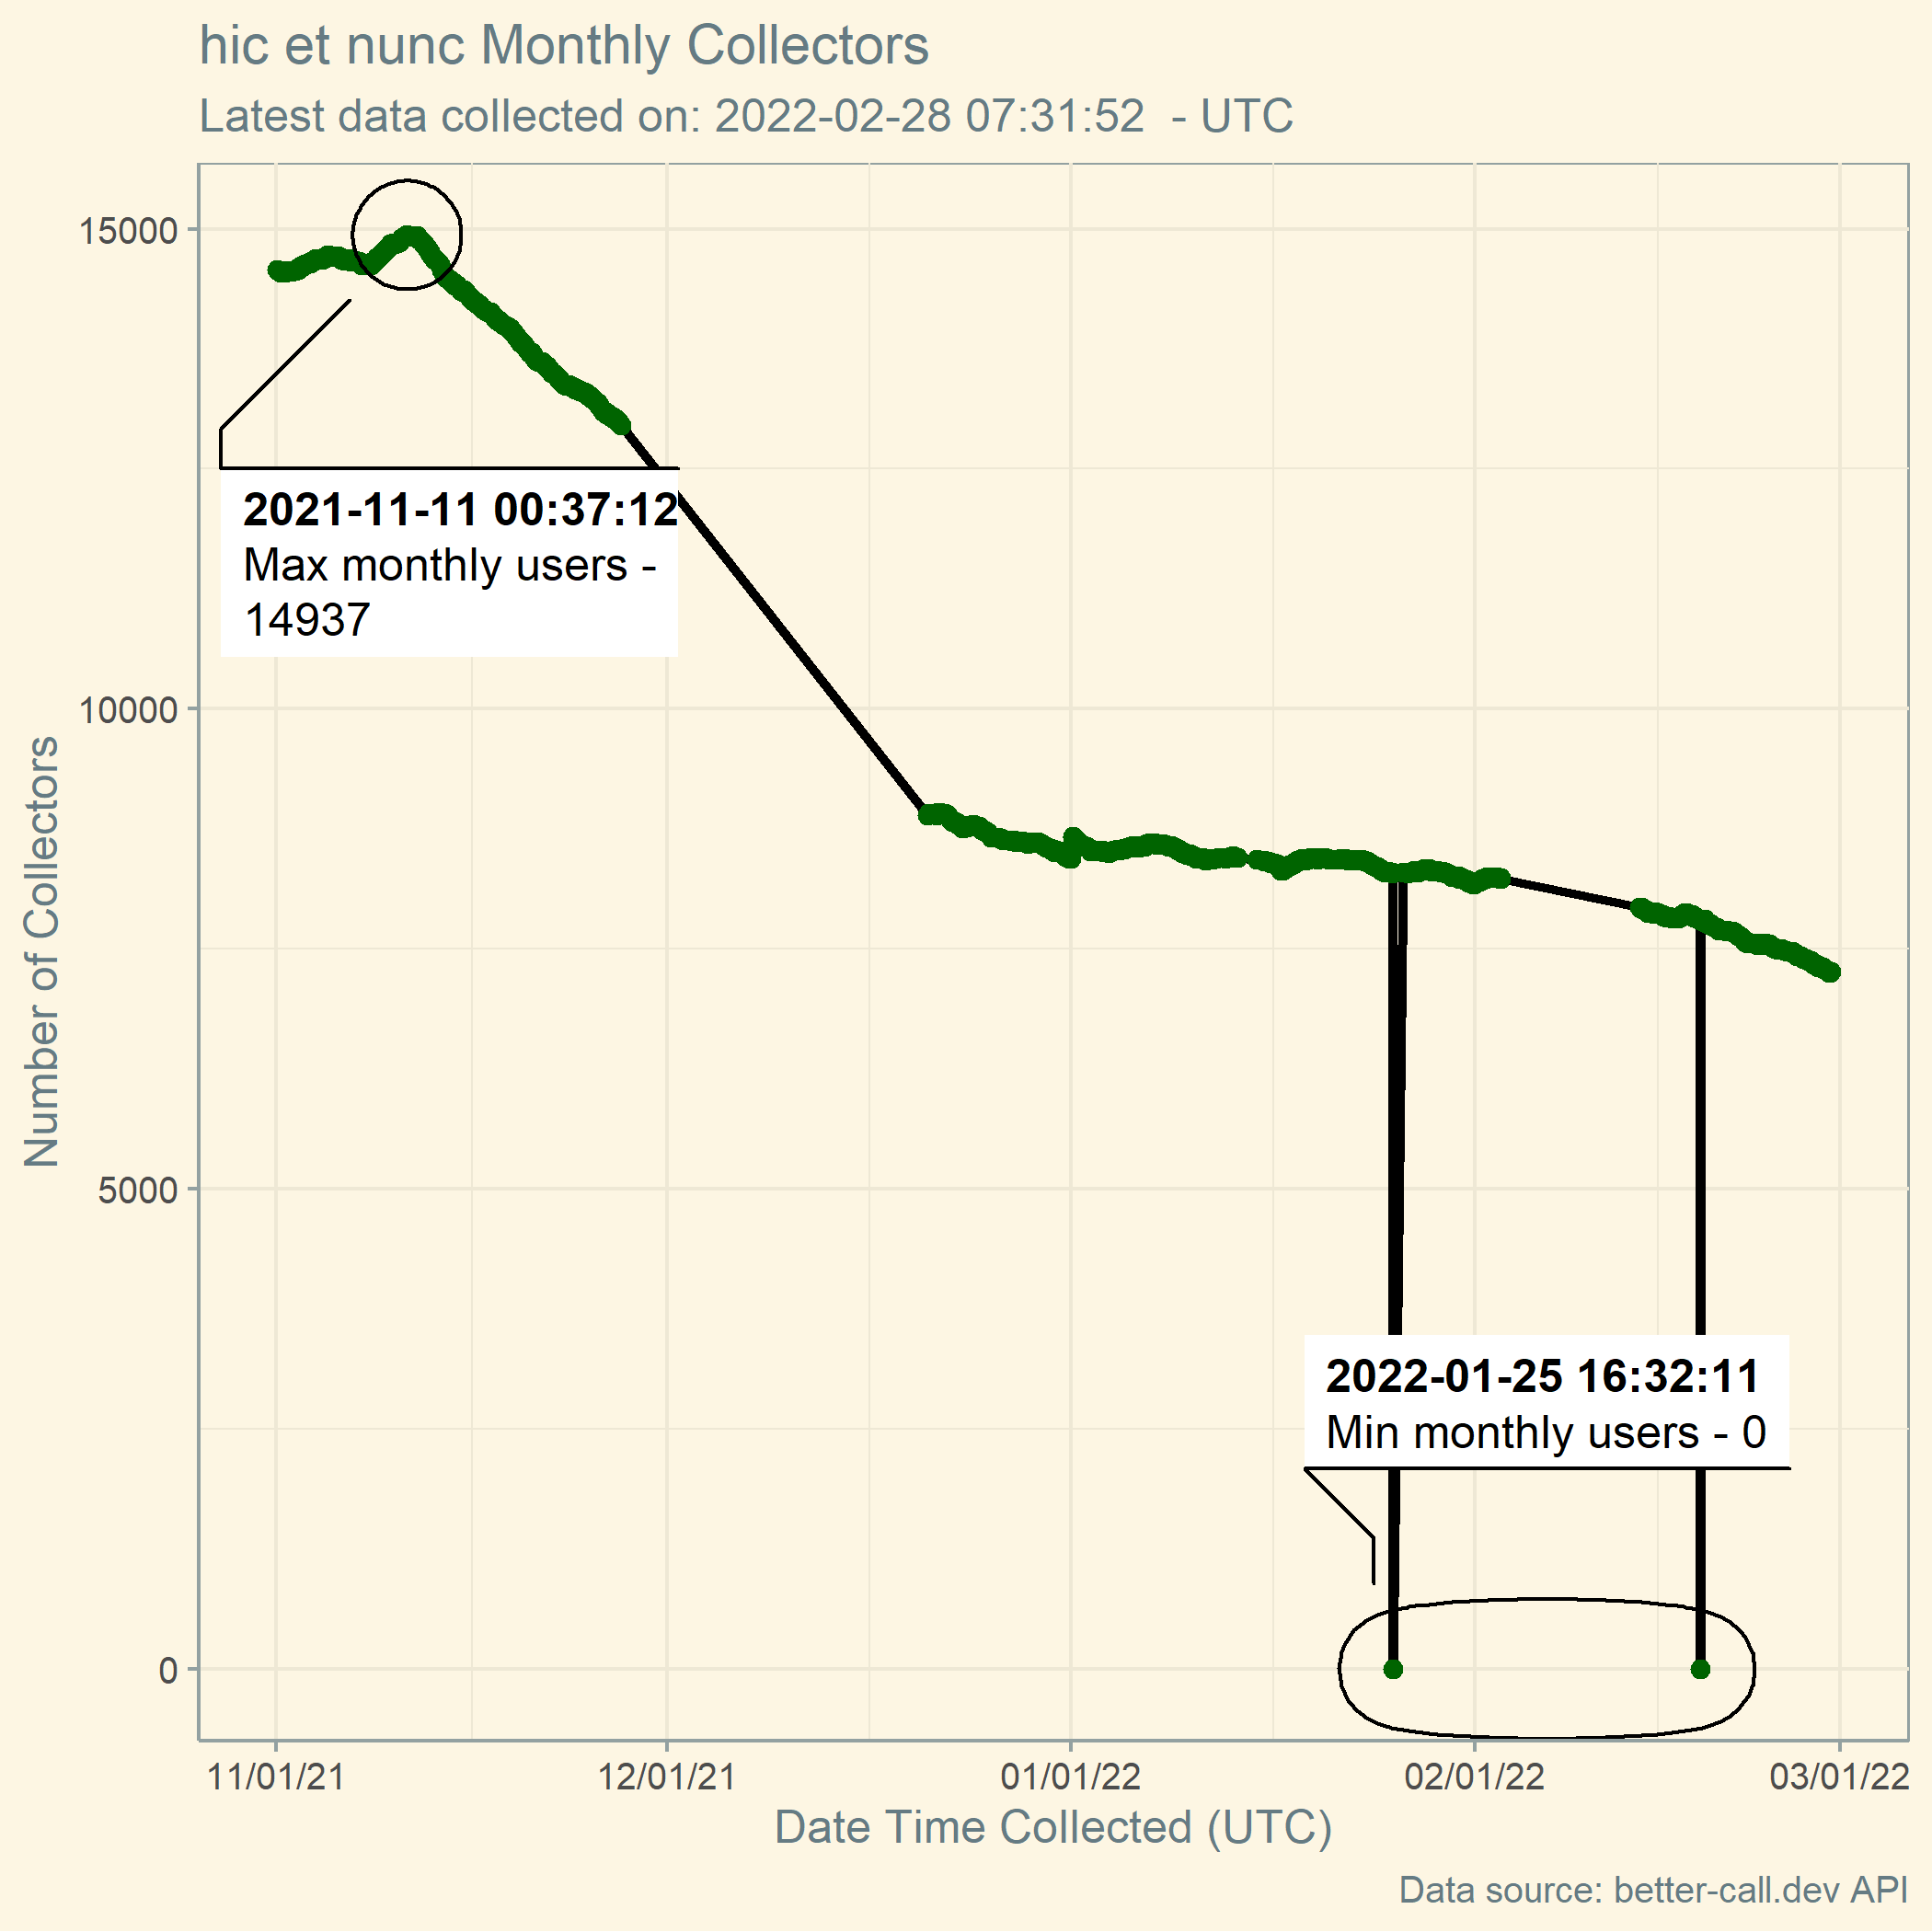 hic et nunc Monthly Collectors
Latest data collected on: 2022-02-28 07:31:52  - UTC
Number of Collectors
15000
10000
5000
0
2021-11-11 00:37:12
Max monthly users -
14937
2022-01-25 16:32:11
Min monthly users - 0
11/01/21 12/01/21 01/01/22 02/01/22 03/01/22
Date Time Collected (UTC)
Data source: better-call.dev API